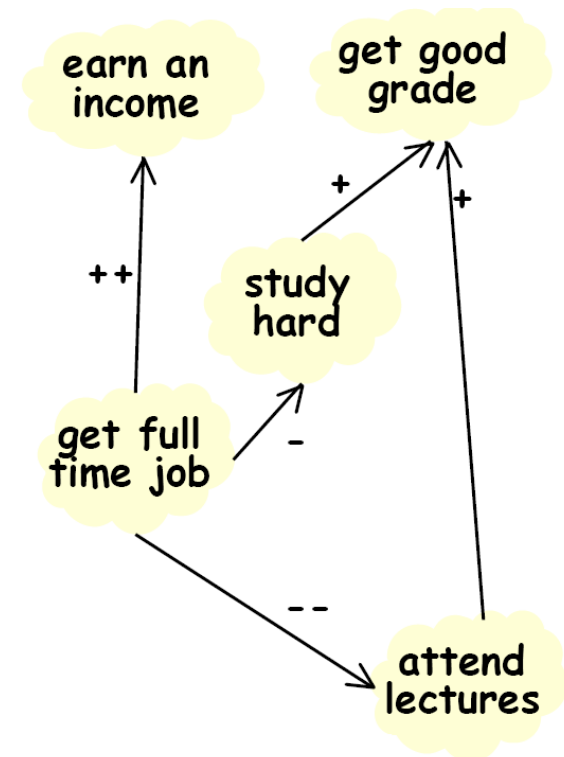 earn an
income
get good
grade
+
+
++
study
hard
get full
time job
-
--
attend
lectures